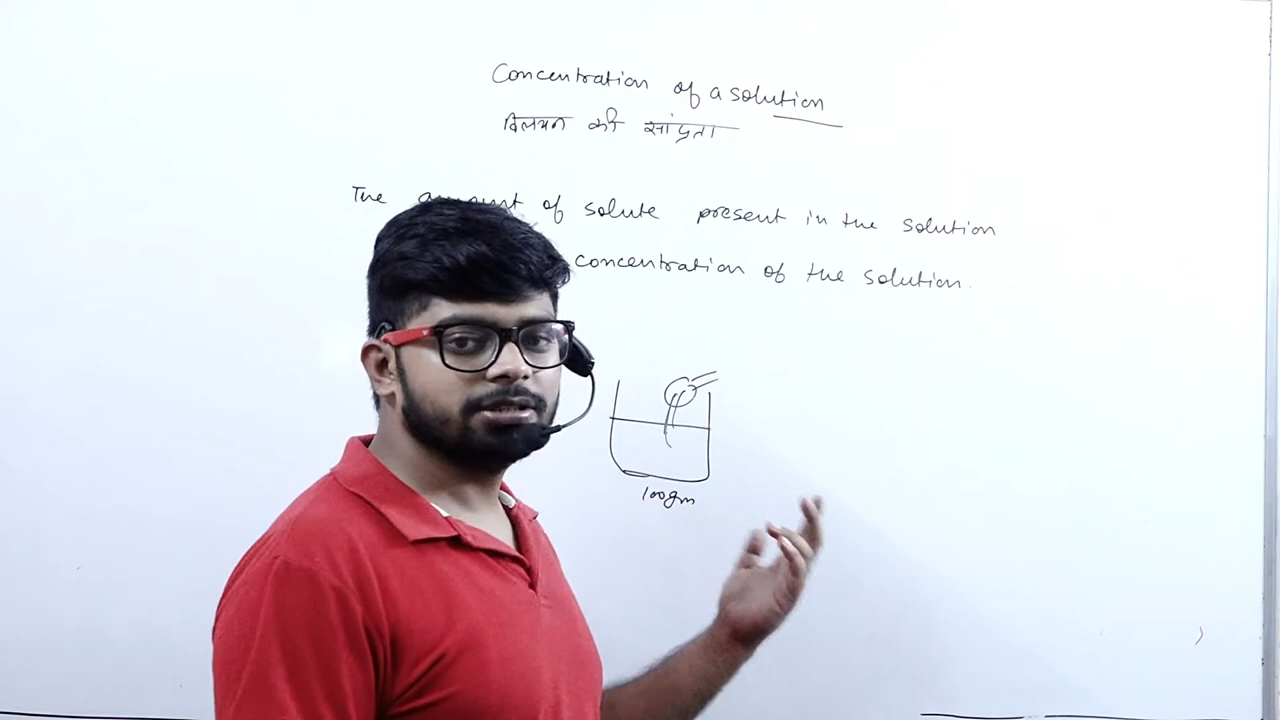 Concentration of a solution
विलयन की सांद्रता
The amount of solute present in the solution
concentration of the solution.
100gm